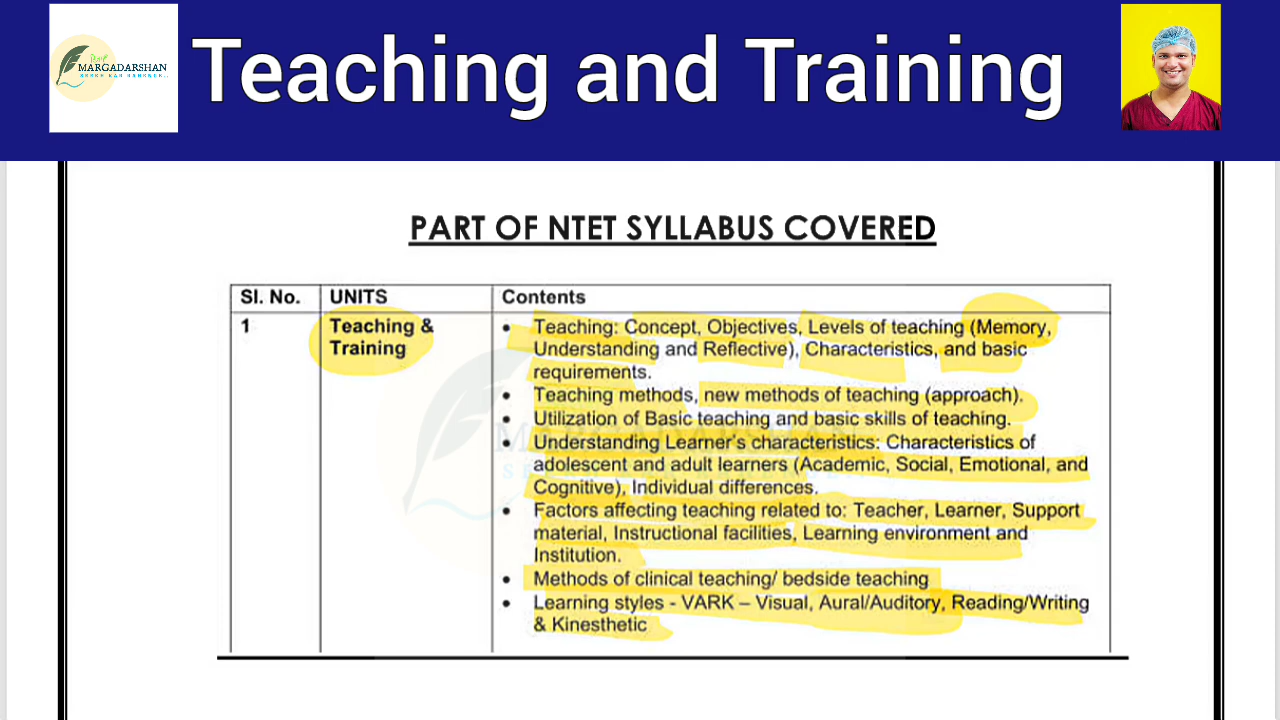 Team
MARGADARSHAN
Teaching and Training
PART OF NTET SYLLABUS COVERED
Sl. No.
UNITS
Contents
1
Teaching &
Training
• Teaching: Concept, Objectives, Levels of teaching (Memory,
Understanding and Reflective), Characteristics, and basic
requirements.
• Teaching methods, new methods of teaching (approach).
• Utilization of Basic teaching and basic skills of teaching.
• Understanding Learner's characteristics: Characteristics of
adolescent and adult learners (Academic, Social, Emotional, and
Cognitive), Individual differences.
• Factors affecting teaching related to: Teacher, Learner, Support
material, Instructional facilities, Learning environment and
Institution.
• Methods of clinical teaching/ bedside teaching
• Learning styles - VARK – Visual, Aural/Auditory, Reading/Writing
& Kinesthetic